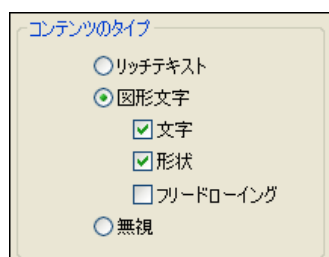 コンテンツのタイプ
リッチテキスト
図形文字
文字
形状
フリードローイング
無視